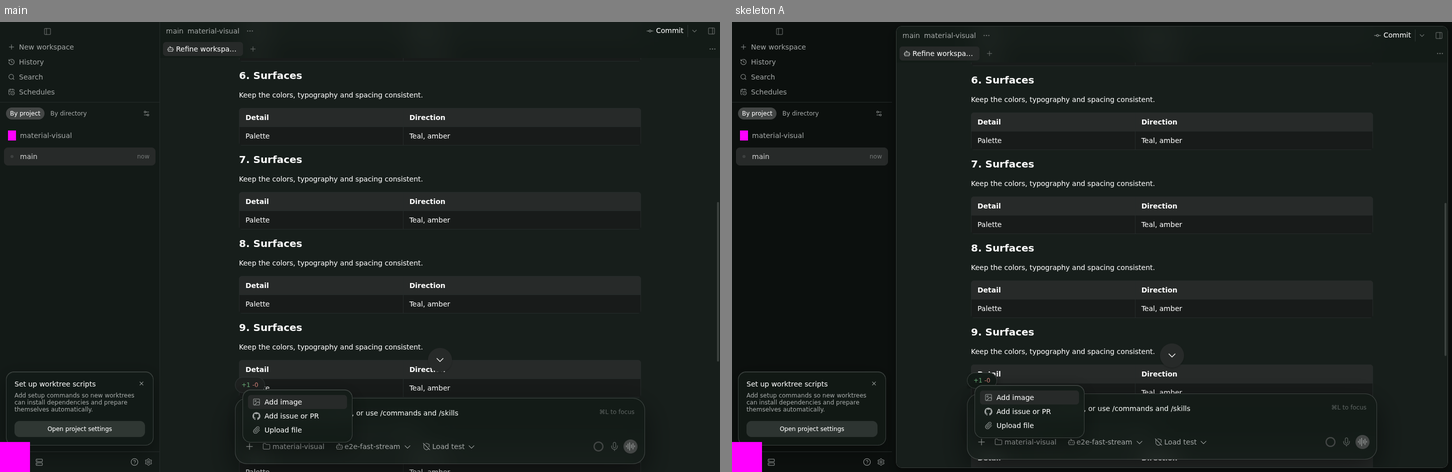 main
main material-visual ...
Commit
New workspace
Refine workspa...
History
Search
Schedules
By project By directory
material-visual
main now
6. Surfaces
Keep the colors, typography and spacing consistent.
Detail Direction
Palette Teal, amber
7. Surfaces
Keep the colors, typography and spacing consistent.
Detail Direction
Palette Teal, amber
8. Surfaces
Keep the colors, typography and spacing consistent.
Detail Direction
Palette Teal, amber
9. Surfaces
Keep the colors, typography and spacing consistent.
Detail
Teal, amber
+1 -0
Set up worktree scripts
Add setup commands so new worktrees
can install dependencies and prepare
themselves automatically.
Open project settings
Add image
Add issue or PR
Upload file
, or use /commands and /skills
⌘L to focus
material-visual e2e-fast-stream Load test
Palette Teal, amber
skeleton A
main material-visual ...
Commit
New workspace
Refine workspa...
History
Search
Schedules
By project By directory
material-visual
main now
6. Surfaces
Keep the colors, typography and spacing consistent.
Detail Direction
Palette Teal, amber
7. Surfaces
Keep the colors, typography and spacing consistent.
Detail Direction
Palette Teal, amber
8. Surfaces
Keep the colors, typography and spacing consistent.
Detail Direction
Palette Teal, amber
9. Surfaces
Keep the colors, typography and spacing consistent.
Direction
+1 -0
Set up worktree scripts
Add setup commands so new worktrees
can install dependencies and prepare
themselves automatically.
Open project settings
Add image
Add issue or PR
Upload file
, or use /commands and /skills
⌘L to focus
material-visual e2e-fast-stream Load test